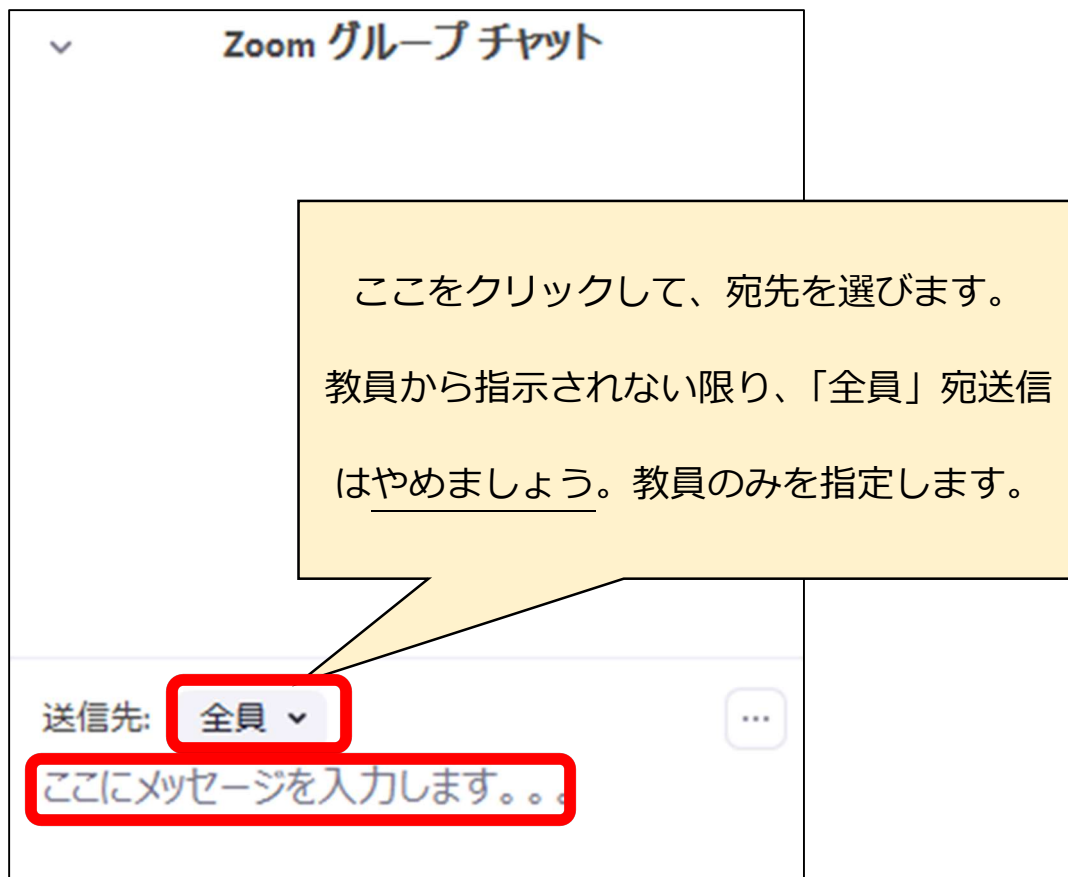 Zoom グループ チャット
ここをクリックして、宛先を選びます。
教員から指示されない限り、「全員」宛送信
はやめましょう。教員のみを指定します。
送信先: 全員
ここにメッセージを入力します。。。